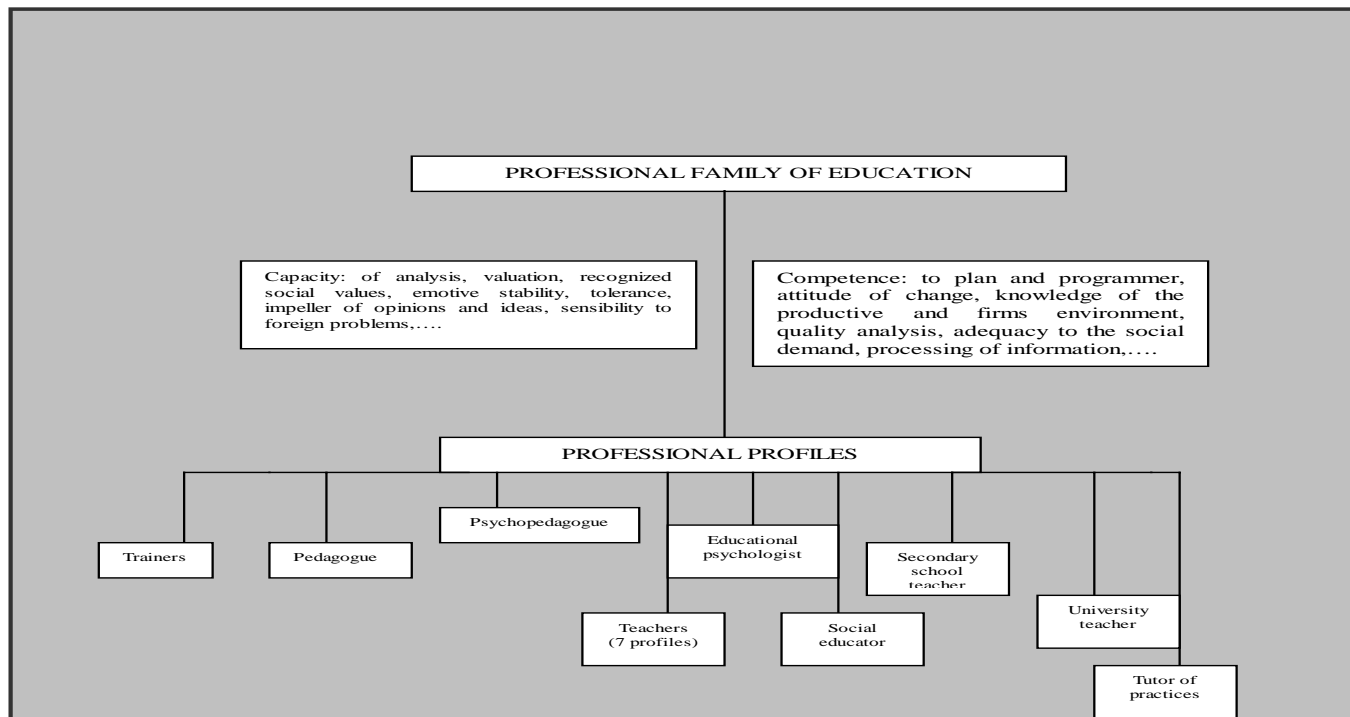 PROFESSIONAL FAMILY OF EDUCATION
Capacity: of analysis, valuation, recognized
social values, emotive stability, tolerance,
impeller of opinions and ideas, sensibility to
foreign problems,….
Competence: to plan and programmer,
attitude of change, knowledge of the
productive and firms environment,
quality analysis, adequacy to the social
demand, processing of information,….
PROFESSIONAL PROFILES
Trainers
Pedagogue
Psychopedagogue
Teachers
(7 profiles)
Educational
psychologist
Social
educator
Secondary
school
teacher
University
teacher
Tutor of
practices